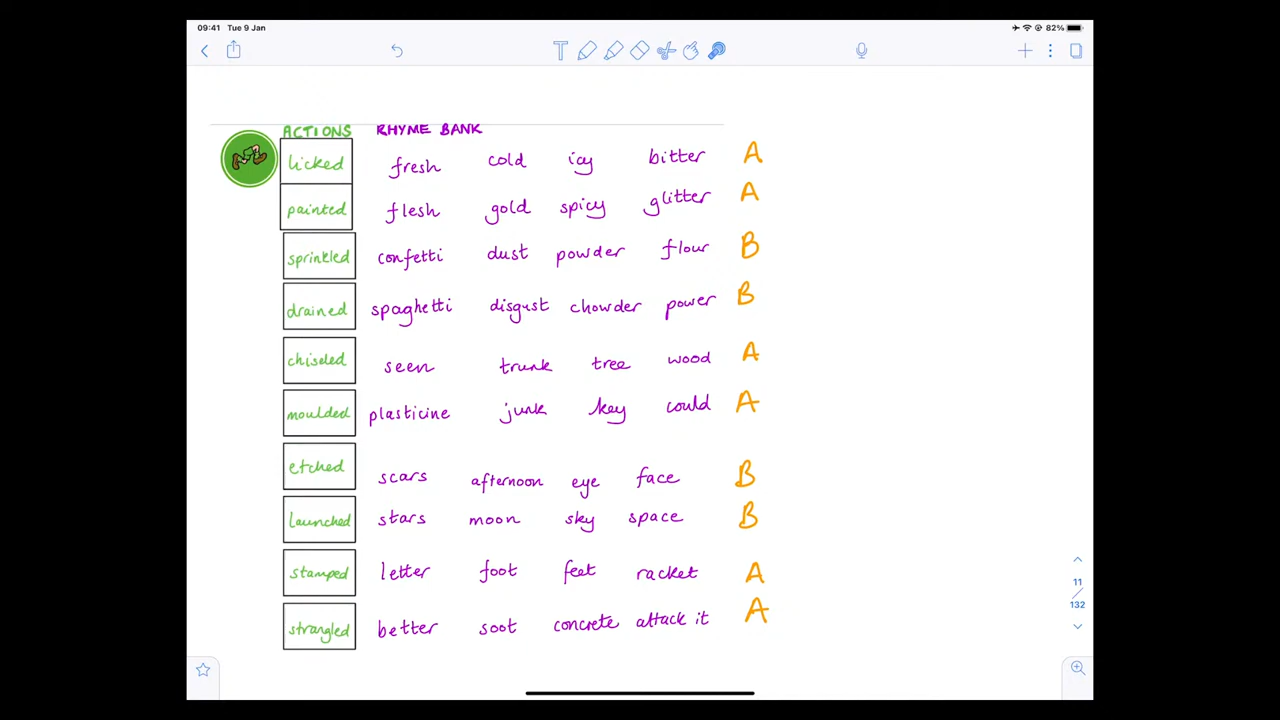 09:41 Tue 9 Jan 82%
T
ACTIONS RHYME BANK
licked fresh cold icy bitter A
painted flesh gold spicy glitter A
sprinkled confetti dust powder flour B
drained spaghetti disgust chowder power B
chiseled seen trunk tree wood A
moulded plasticine junk key could A
etched scars afternoon eye face B
launched stars moon sky space B
stamped letter foot feet racket A
strangled better soot concrete attack it A
11
/
132